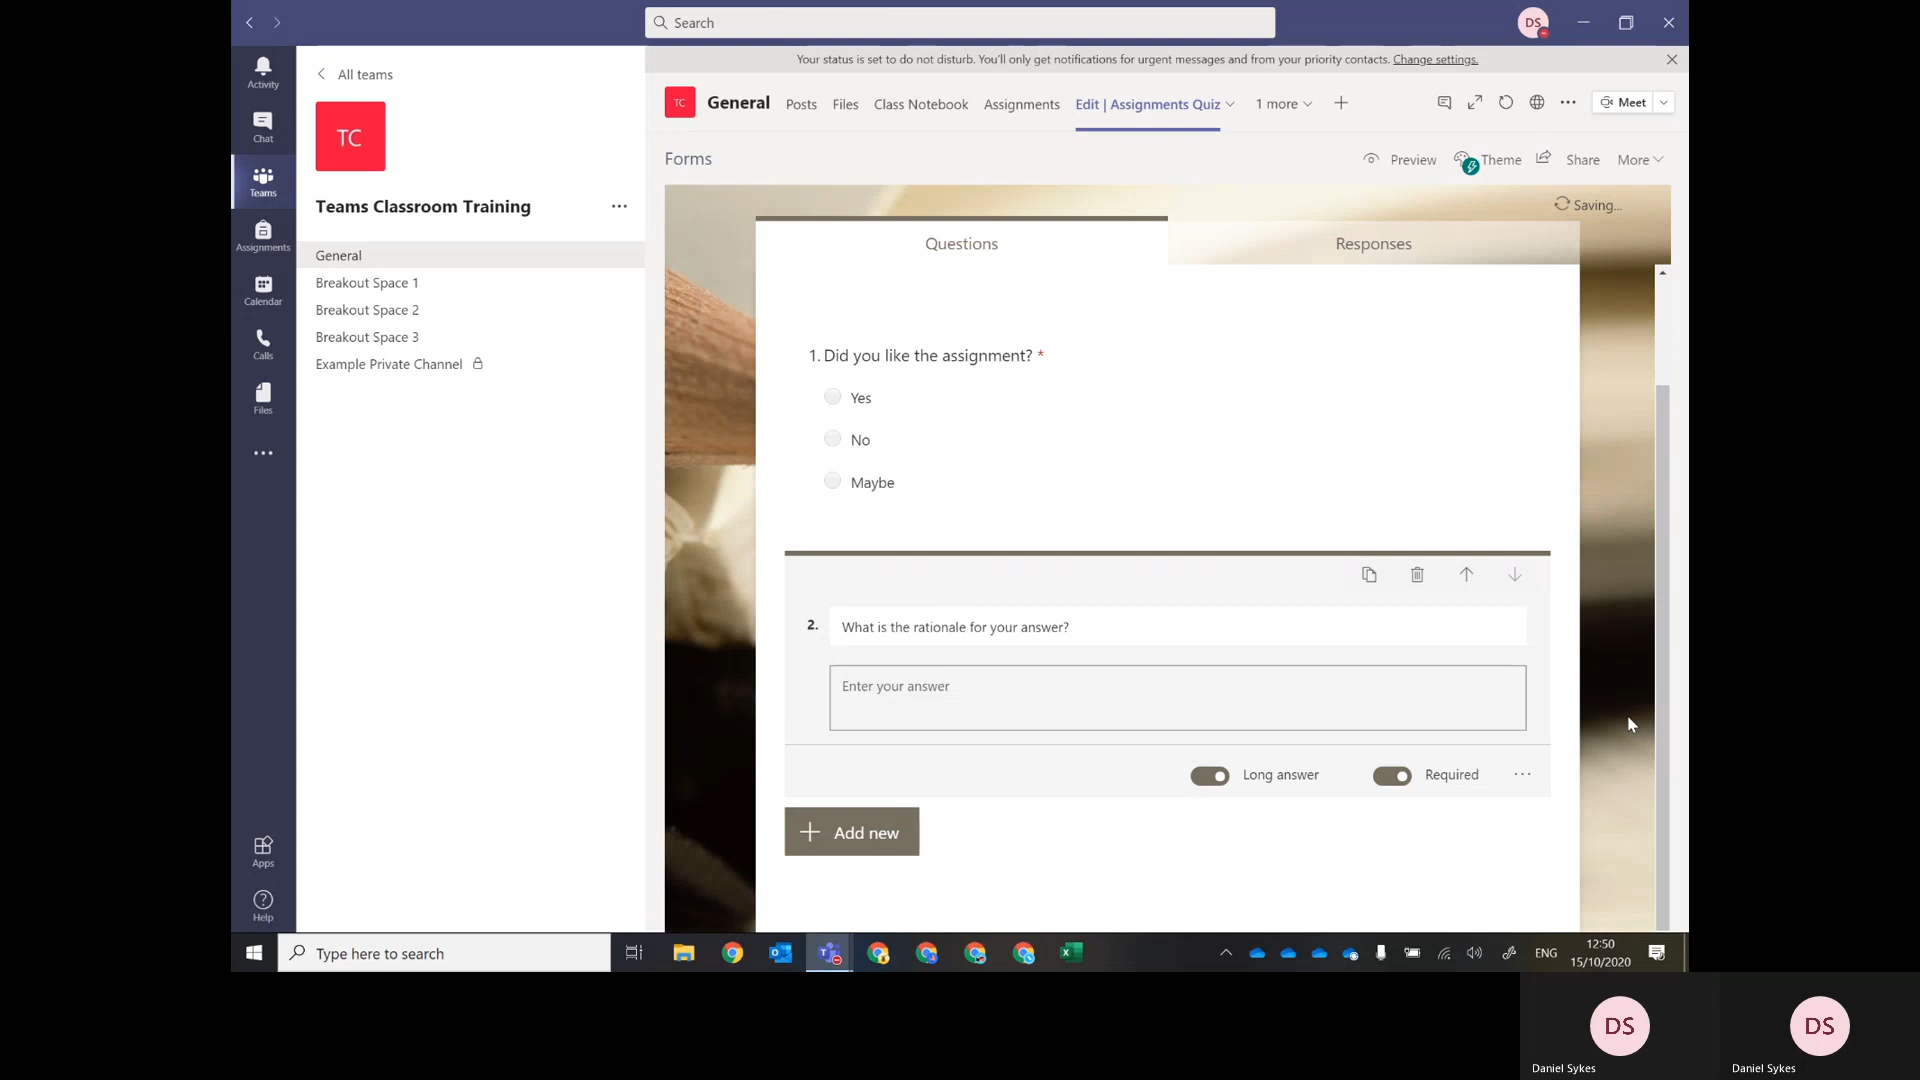 Search
DS
Activity
Chat
Teams
Assignments
Calendar
Calls
Files
Apps
Help
All teams
TC
Teams Classroom Training
General
Breakout Space 1
Breakout Space 2
Breakout Space 3
Example Private Channel
Your status is set to do not disturb. You'll only get notifications for urgent messages and from your priority contacts. Change settings.
TC General Posts Files Class Notebook Assignments Edit | Assignments Quiz 1 more Meet
Forms Preview Theme Share More
Saving...
Questions Responses
1. Did you like the assignment? *
Yes
No
Maybe
2. What is the rationale for your answer?
Enter your answer
Long answer Required
Add new
Type here to search
ENG
12:50
15/10/2020
DS DS
Daniel Sykes Daniel Sykes